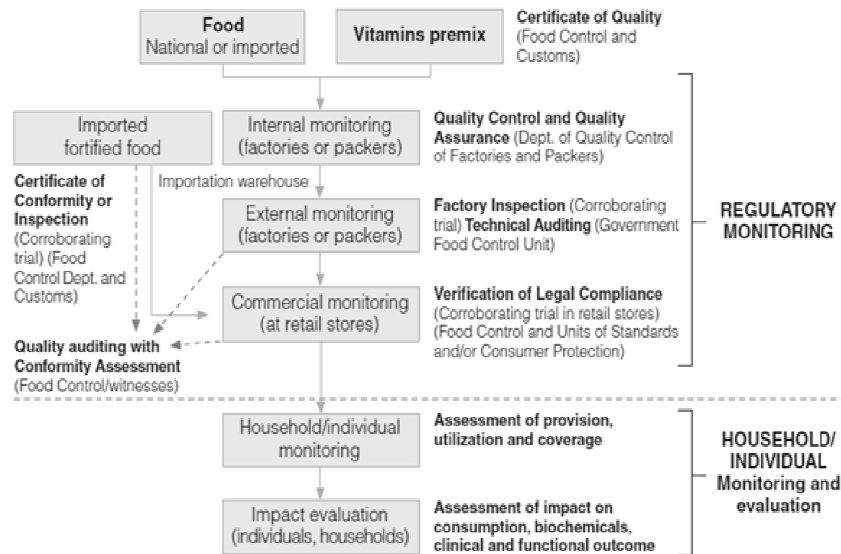 Food
National or imported
Vitamins premix
Certificate of Quality
(Food Control and
Customs)
Imported
fortified food
Internal monitoring
(factories or packers)
Quality Control and Quality
Assurance (Dept. of Quality Control
of Factories and Packers)
Certificate of
Conformity or
Inspection
(Corroborating
trial) (Food
Control Dept. and
Customs)
Importation warehouse
External monitoring
(factories or packers)
Factory Inspection (Corroborating
trial) Technical Auditing (Government
Food Control Unit)
REGULATORY
MONITORING
Commercial monitoring
(at retail stores)
Verification of Legal Compliance
(Corroborating trial in retail stores)
(Food Control and Units of Standards
and/or Consumer Protection)
Quality auditing with
Conformity Assessment
(Food Control/witnesses)
Household/individual
monitoring
Assessment of provision,
utilization and coverage
HOUSEHOLD/
INDIVIDUAL
Monitoring and
evaluation
Impact evaluation
(individuals, households)
Assessment of impact on
consumption, biochemicals,
clinical and functional outcome